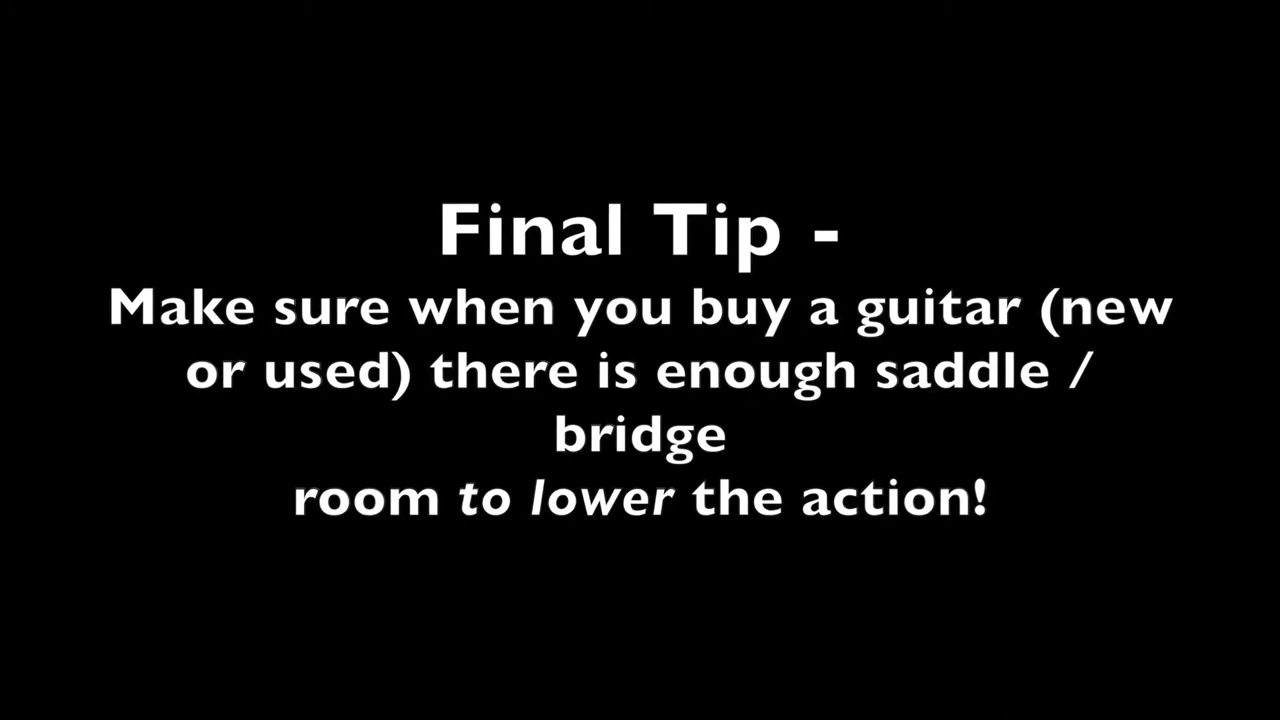 Final Tip -
Make sure when you buy a guitar (new
or used) there is enough saddle /
bridge
room to lower the action!